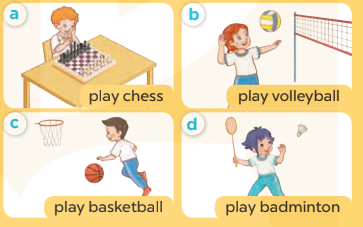 a
play chess
b
play volleyball
c
play basketball
d
play badminton